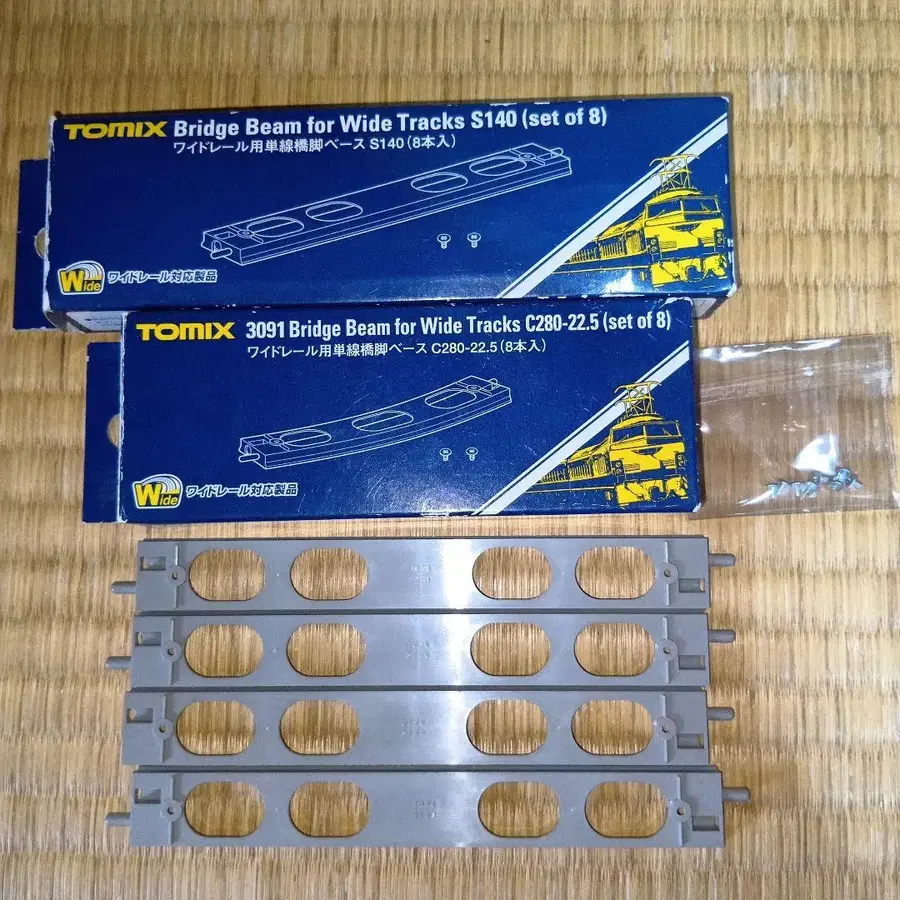 TOMIX Bridge Beam for Wide Tracks S140 (set of 8)
ワイドレール用単線橋脚ベース S140(8本入)
Wide ワイドレール対応製品
TOMIX 3091 Bridge Beam for Wide Tracks C280-22.5 (set of 8)
ワイドレール用単線橋脚ベース C280-22.5(8本入)
Wide ワイドレール対応製品